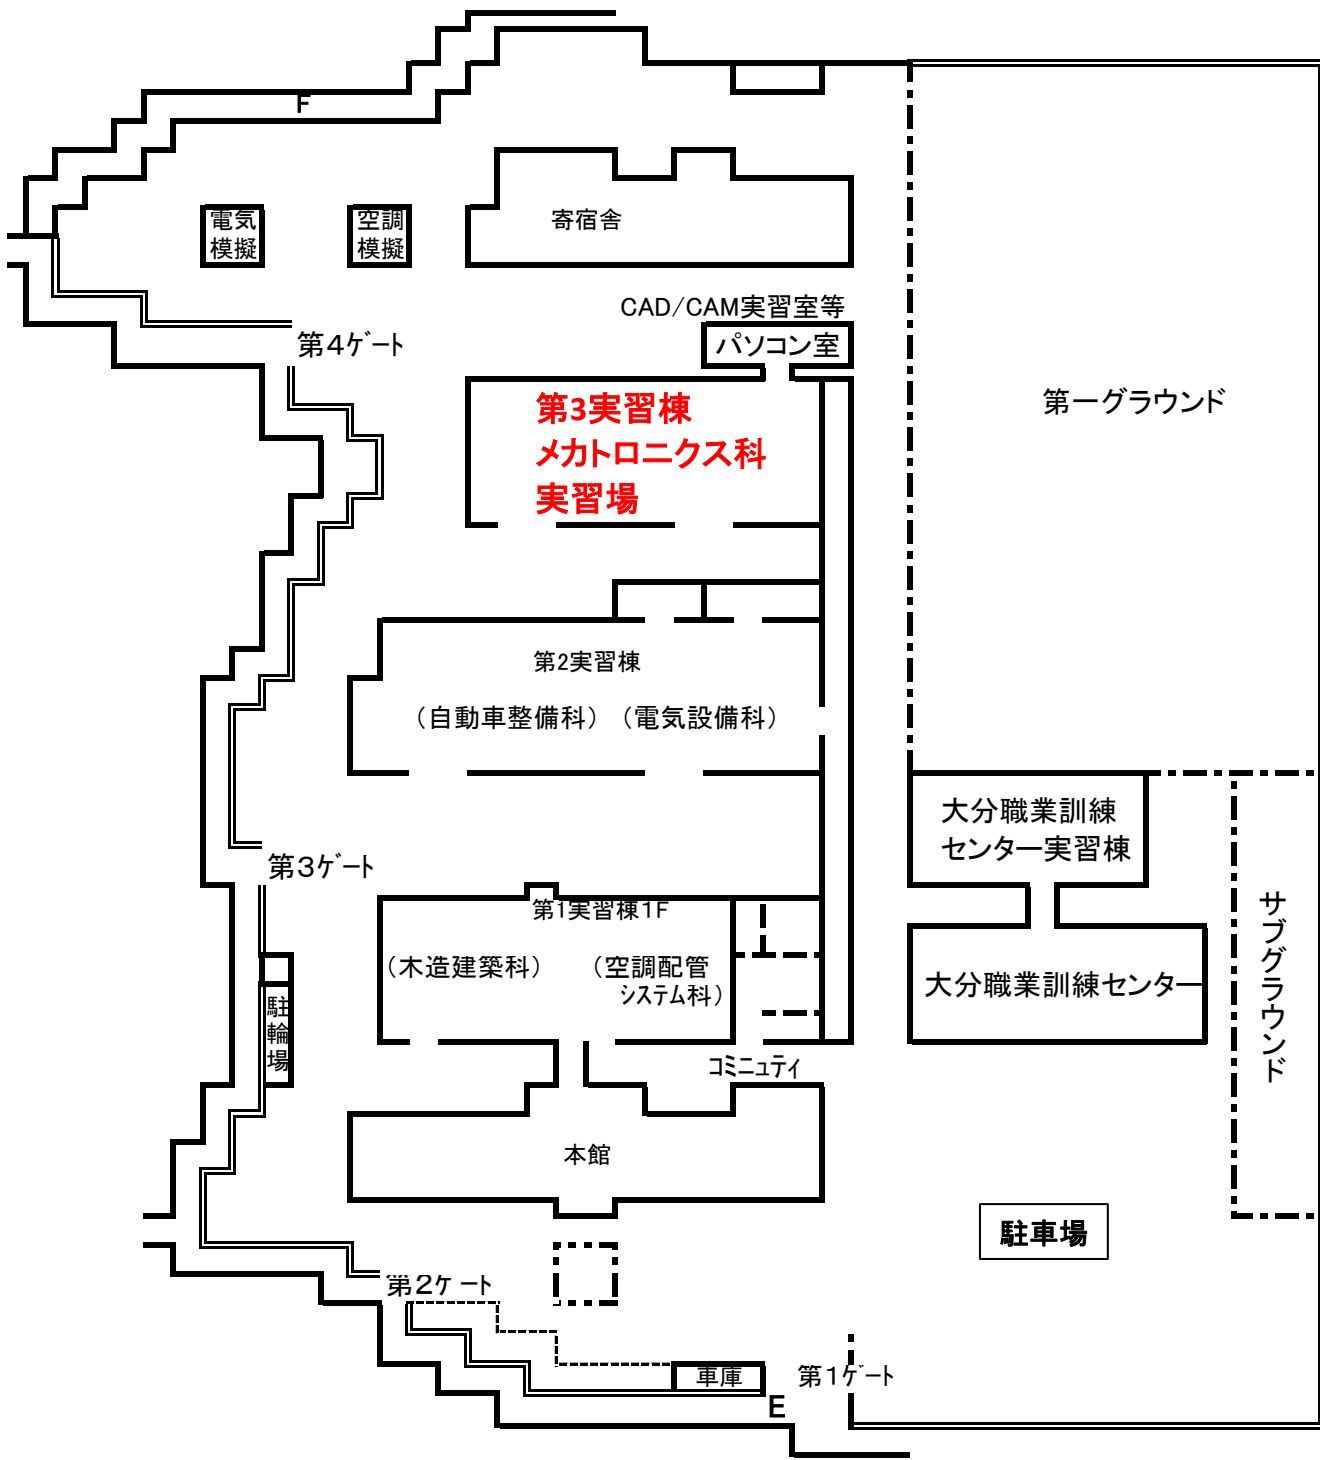 F
電気
模擬
空調
模擬
寄宿舎
CAD/CAM実習室等
パソコン室
第4ゲート
第3実習棟
メカトロニクス科
実習場
第一グラウンド
第2実習棟
（自動車整備科）（電気設備科）
大分職業訓練
センター実習棟
第3ゲート
第1実習棟1F
（木造建築科）
（空調配管
システム科）
サブグラウンド
大分職業訓練センター
駐輪場
コミニュティ
本館
駐車場
第2ゲート
車庫
第1ゲート
E